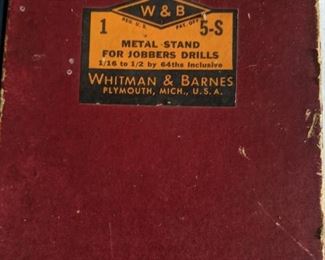 W & B
REG. U.S. PAT. OFF.
1 5-S
METAL STAND
FOR JOBBERS DRILLS
1/16 to 1/2 by 64ths Inclusive
WHITMAN & BARNES
PLYMOUTH, MICH., U.S.A.